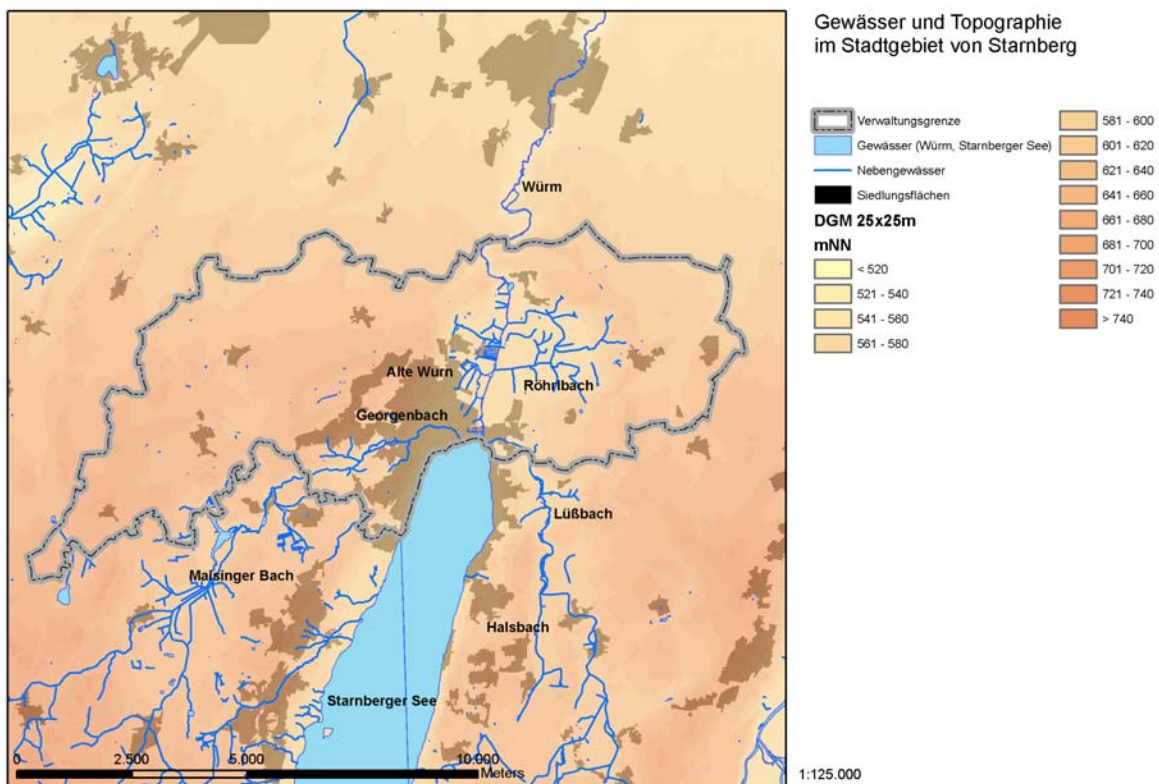 Gewässer und Topographie
im Stadtgebiet von Starnberg
Verwaltungsgrenze
Gewässer (Würm, Starnberger See)
Nebengewässer
Siedlungsflächen
DGM 25x25m
mNN
< 520
521 - 540
541 - 560
561 - 580
581 - 600
601 - 620
621 - 640
641 - 660
661 - 680
681 - 700
701 - 720
721 - 740
> 740
Würm
Alte Wurn
Röhrlbach
Georgenbach
Lüßbach
Maisinger Bach
Halsbach
Starnberger See
0 2.500 5.000 10.000
Meters
1:125.000